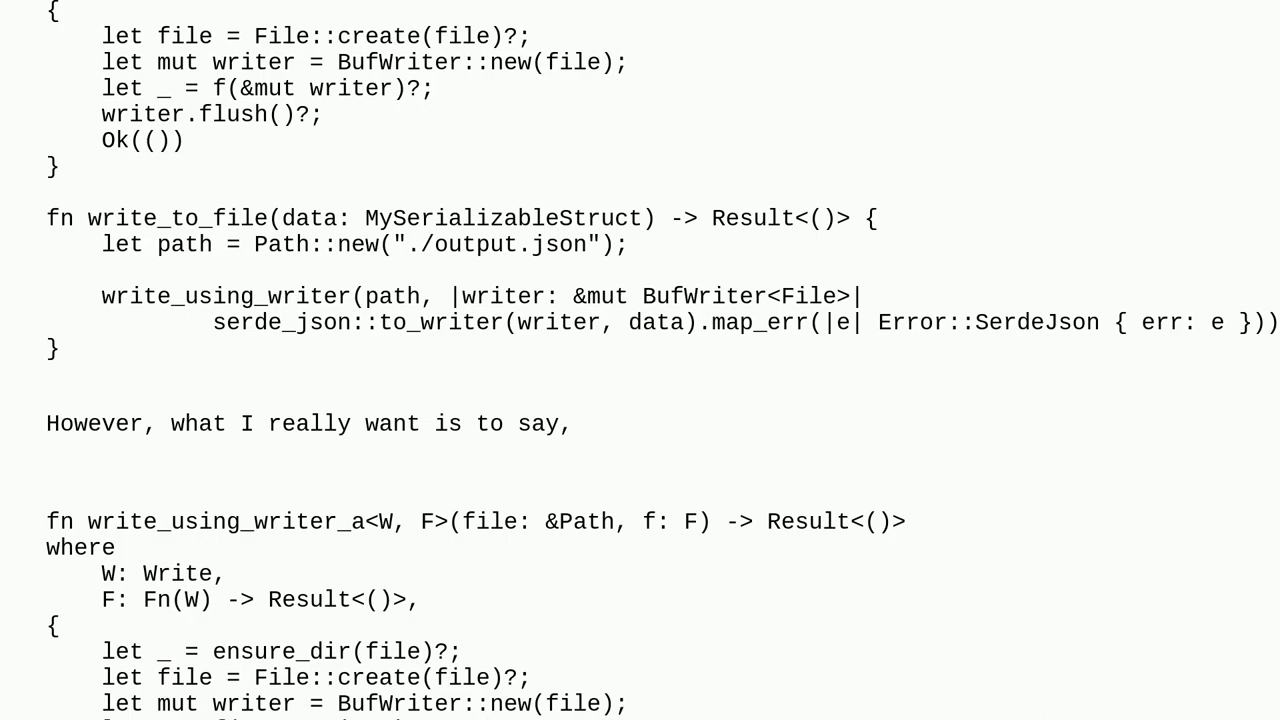 {
    let file = File::create(file)?;
    let mut writer = BufWriter::new(file);
    let _ = f(&mut writer)?;
    writer.flush()?;
    Ok(())
}
fn write_to_file(data: MySerializableStruct) -> Result<()> {
    let path = Path::new("./output.json");
    write_using_writer(path, |writer: &mut BufWriter<File>|
            serde_json::to_writer(writer, data).map_err(|e| Error::SerdeJson { err: e }))
}
However, what I really want is to say,
fn write_using_writer_a<W, F>(file: &Path, f: F) -> Result<()>
where
    W: Write,
    F: Fn(W) -> Result<()>,
{
    let _ = ensure_dir(file)?;
    let file = File::create(file)?;
    let mut writer = BufWriter::new(file);